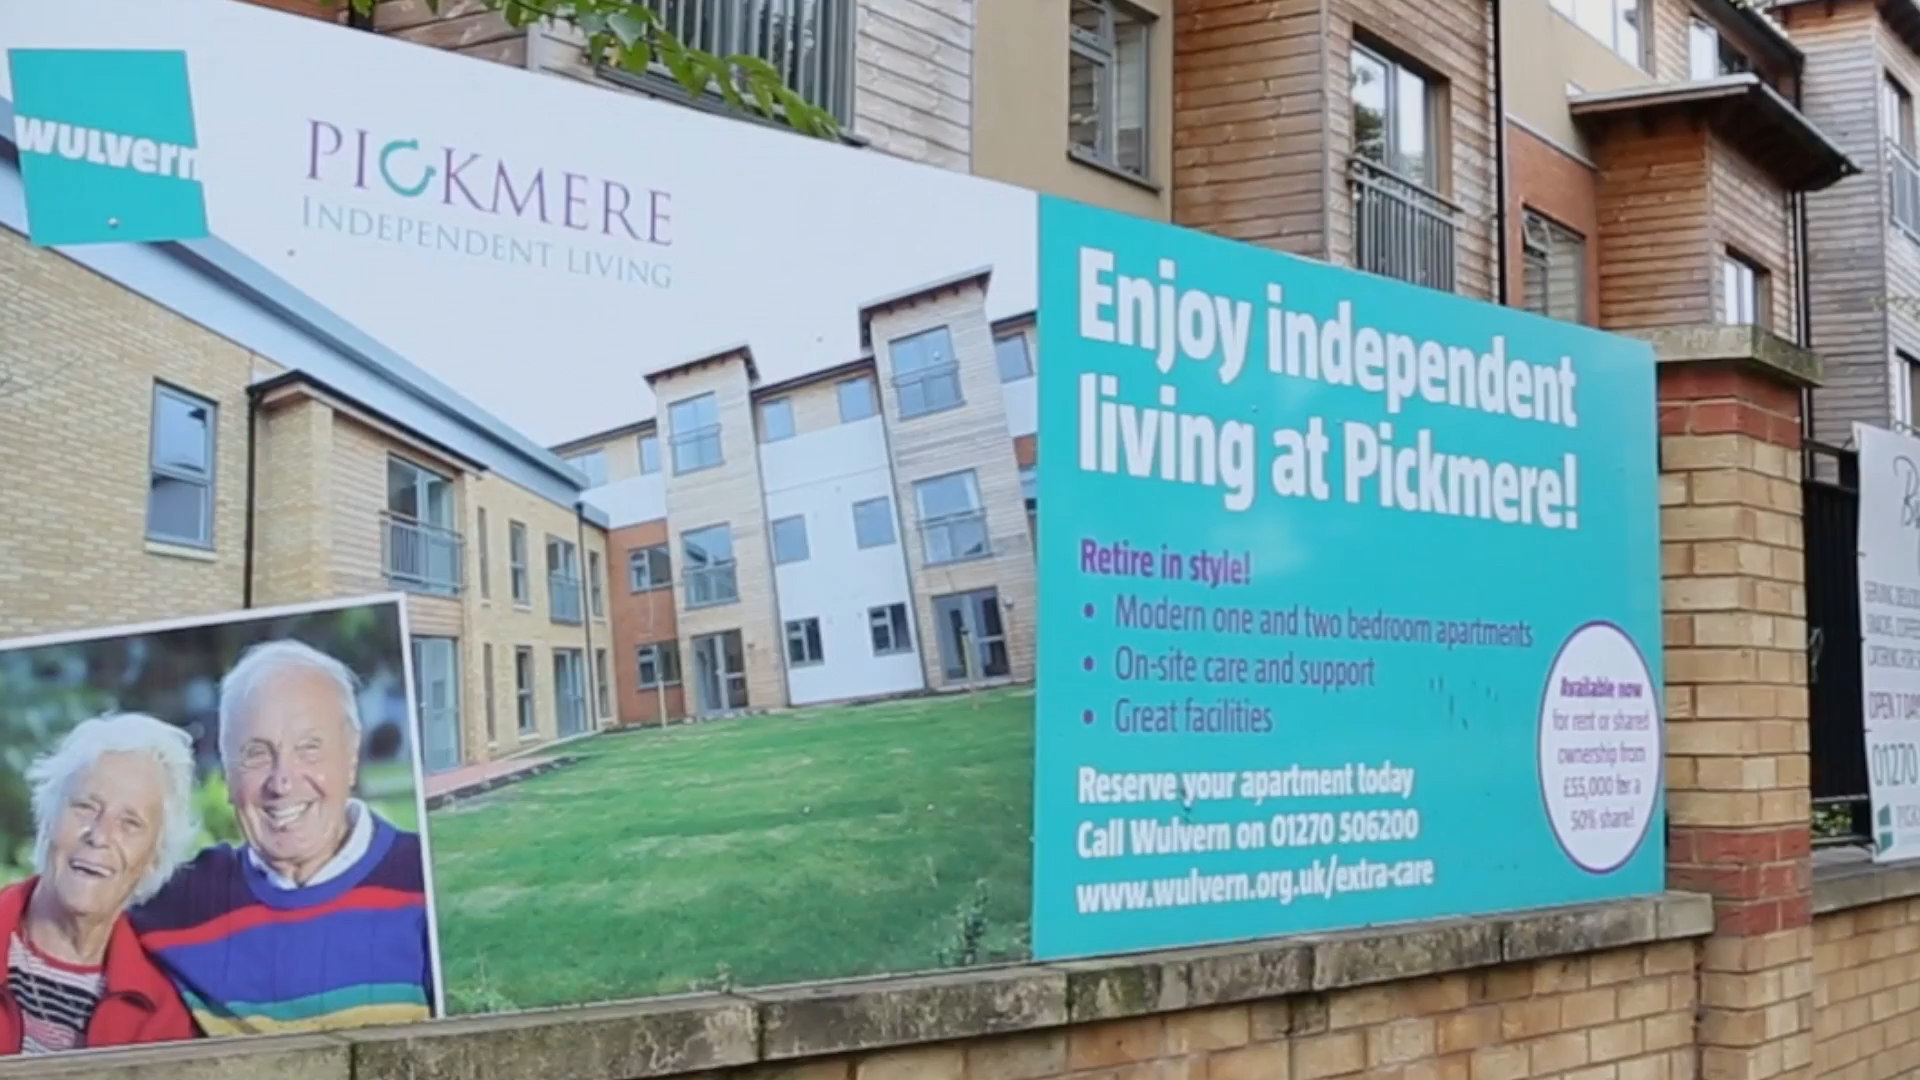 WULVern
PICKMERE
INDEPENDENT LIVING
Enjoy independent
living at Pickmere!
Retire in style!
• Modern one and two bedroom apartments
• On-site care and support
• Great facilities
Reserve your apartment today
Call Wulvern on 01270 506200
www.wulvern.org.uk/extra-care
Available now
for rent or shared
ownership from
£55,000 for a
50% share!
OPEN 7 DAY
01270